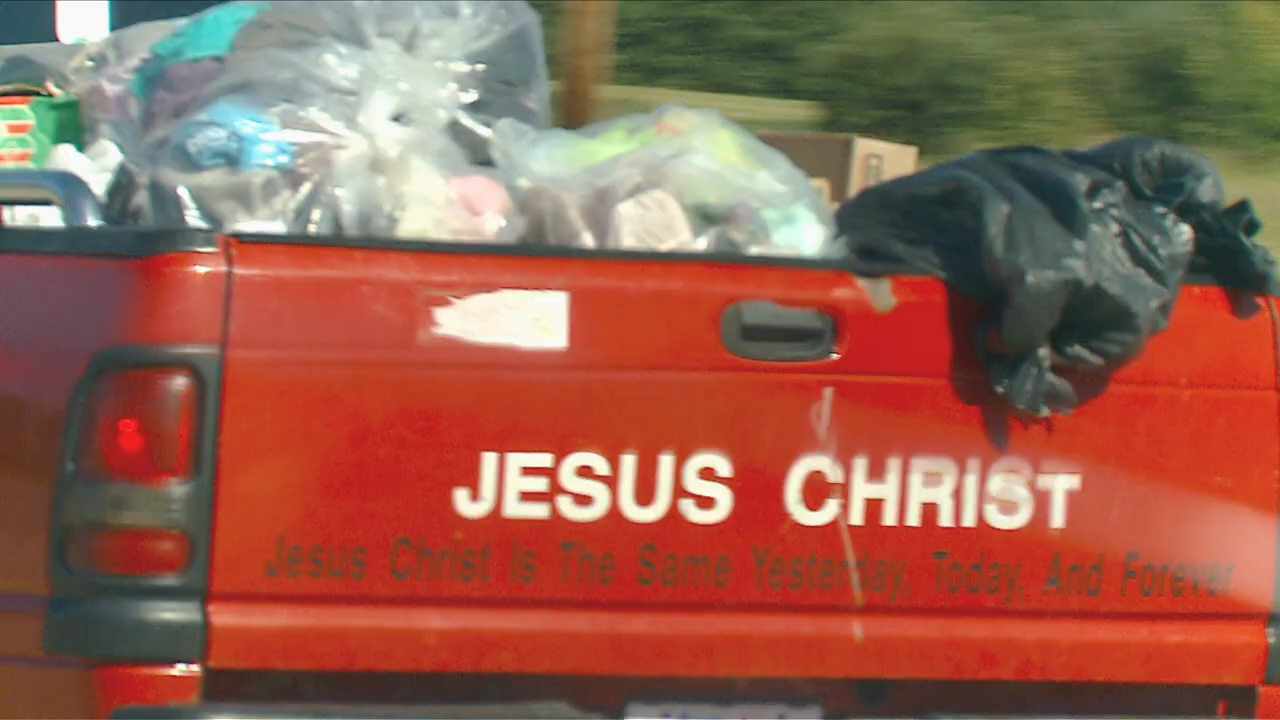 JESUS CHRIST
Jesus Christ Is The Same Yesterday, Today, And Forever